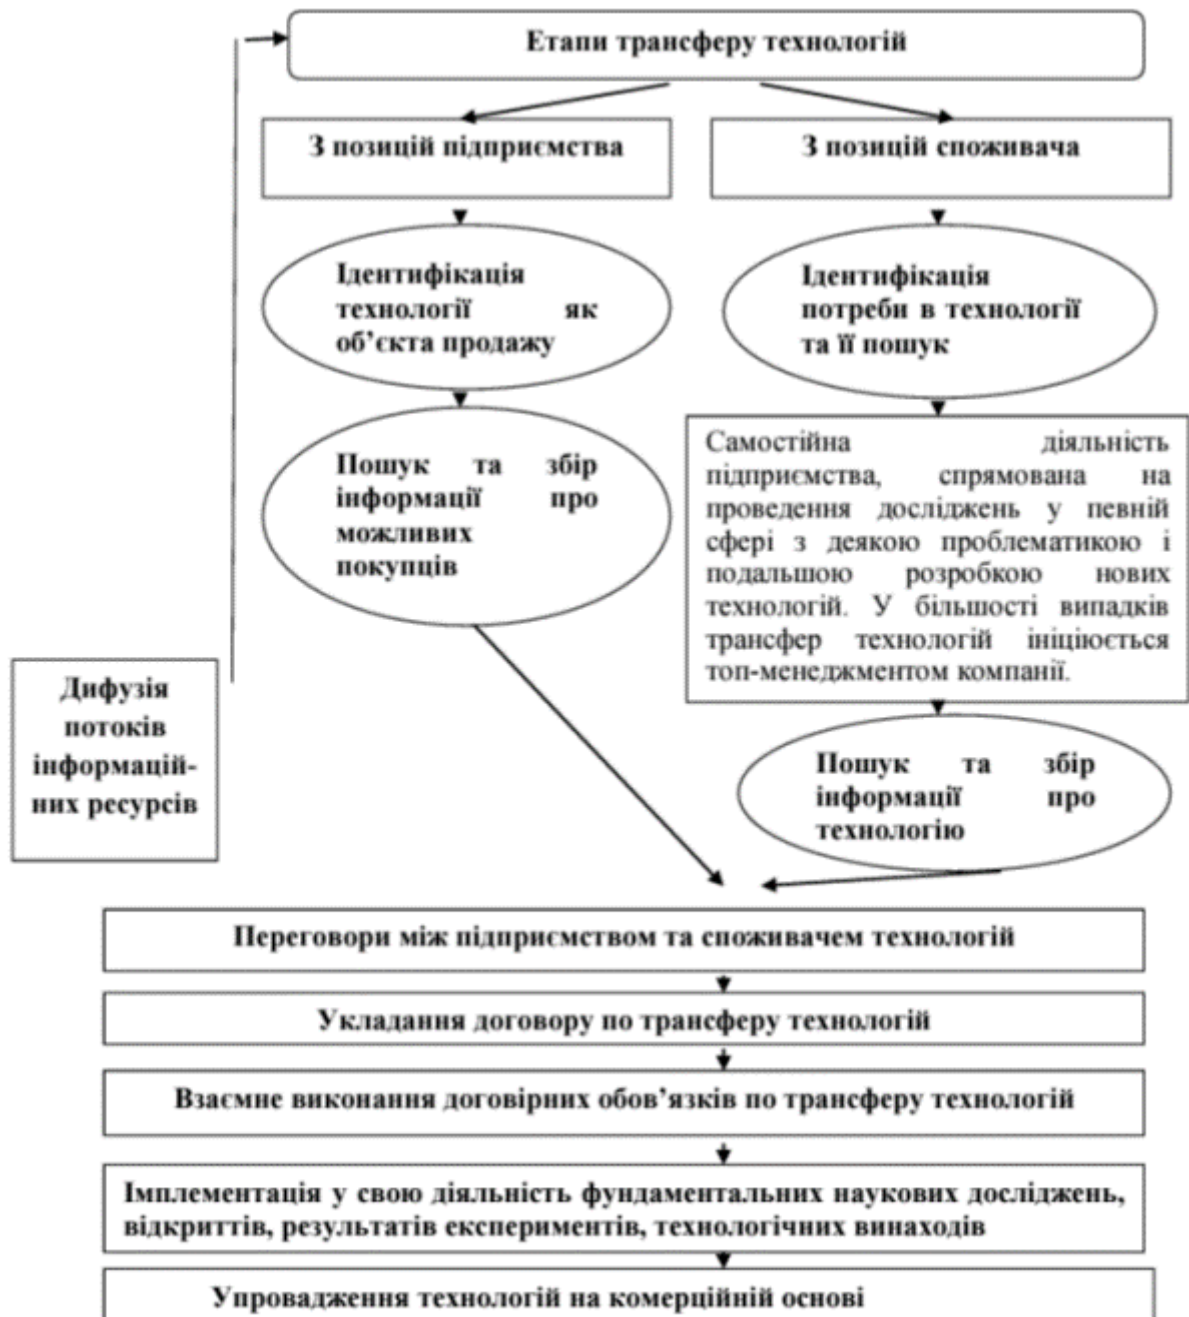 Етапи трансферу технологій
З позицій підприємства
З позицій споживача
Ідентифікація
технології як
об’єкта продажу
Ідентифікація
потреби в технології
та її пошук
Пошук та збір
інформації про
можливих
покупців
Самостійна діяльність
підприємства, спрямована на
проведення досліджень у певній
сфері з деякою проблематикою і
подальшою розробкою нових
технологій. У більшості випадків
трансфер технологій ініціюється
топ-менеджментом компанії.
Дифузія
потоків
інформацій-
них ресурсів
Пошук та збір
інформації про
технологію
Переговори між підприємством та споживачем технологій
Укладання договору по трансферу технологій
Взаємне виконання договірних обов’язків по трансферу технологій
Імплементація у свою діяльність фундаментальних наукових досліджень,
відкриттів, результатів експериментів, технологічних винаходів
Упровадження технологій на комерційній основі